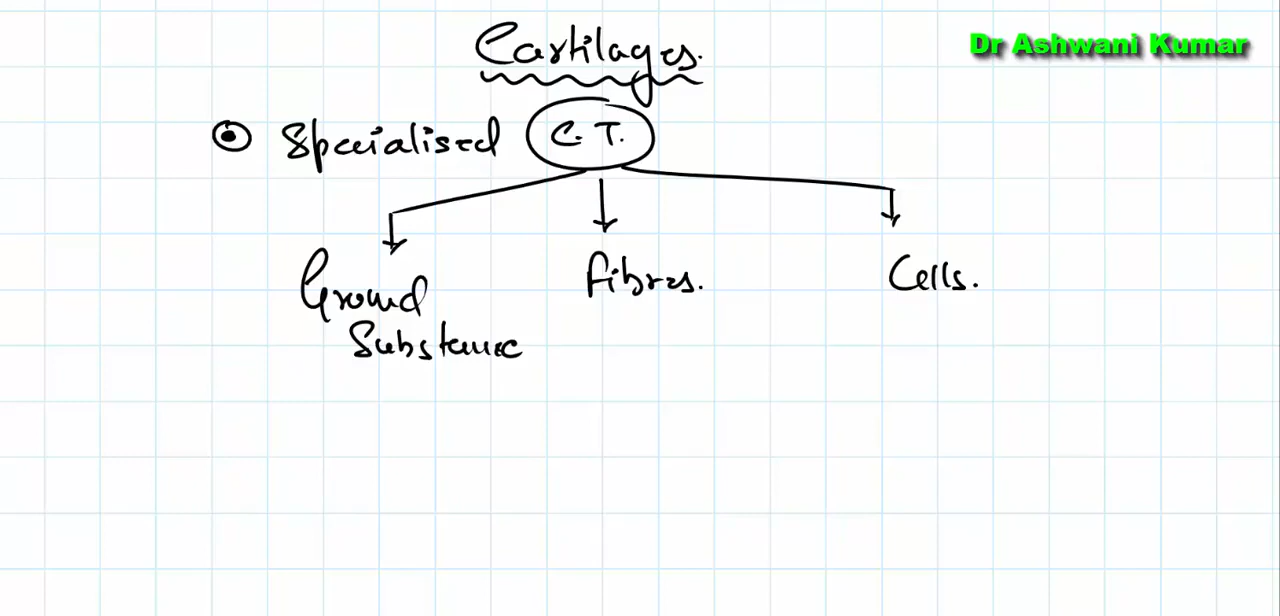 Cartilages.
Dr Ashwani Kumar
Specialised C.T.
Ground Fibres. Cells.
Substance